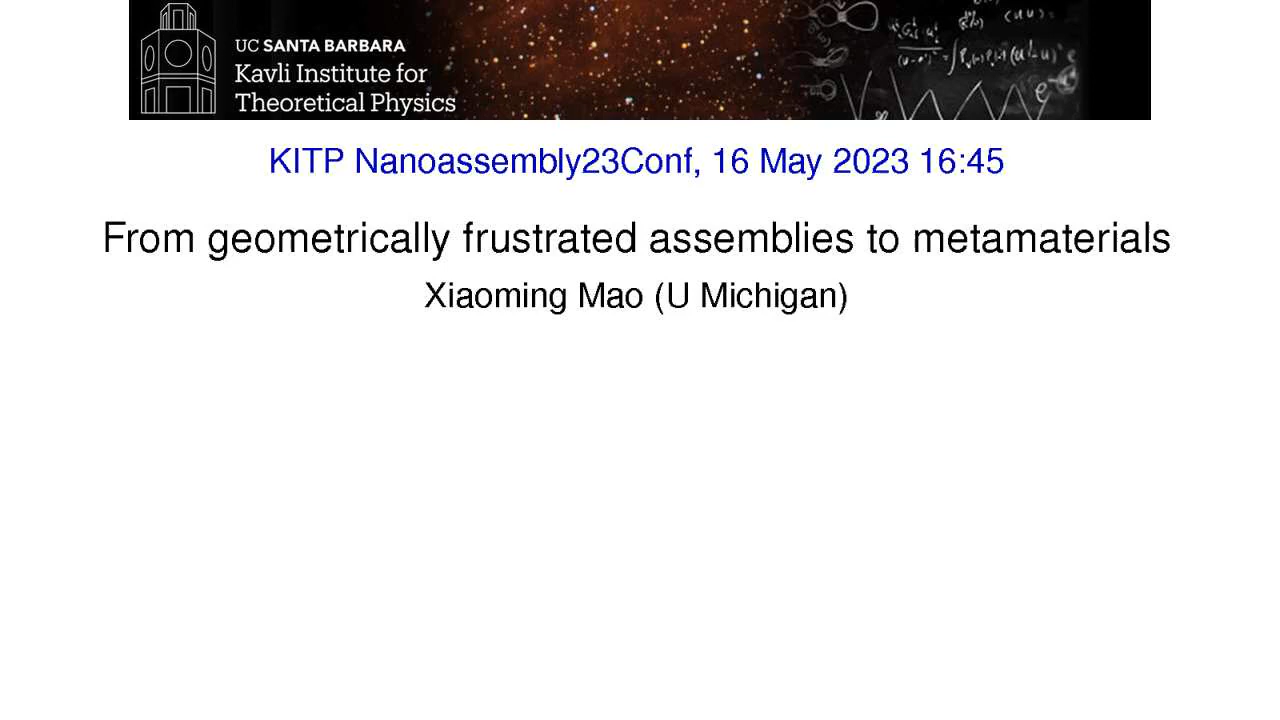 UC SANTA BARBARA
Kavli Institute for
Theoretical Physics
KITP Nanoassembly23Conf, 16 May 2023 16:45
From geometrically frustrated assemblies to metamaterials
Xiaoming Mao (U Michigan)